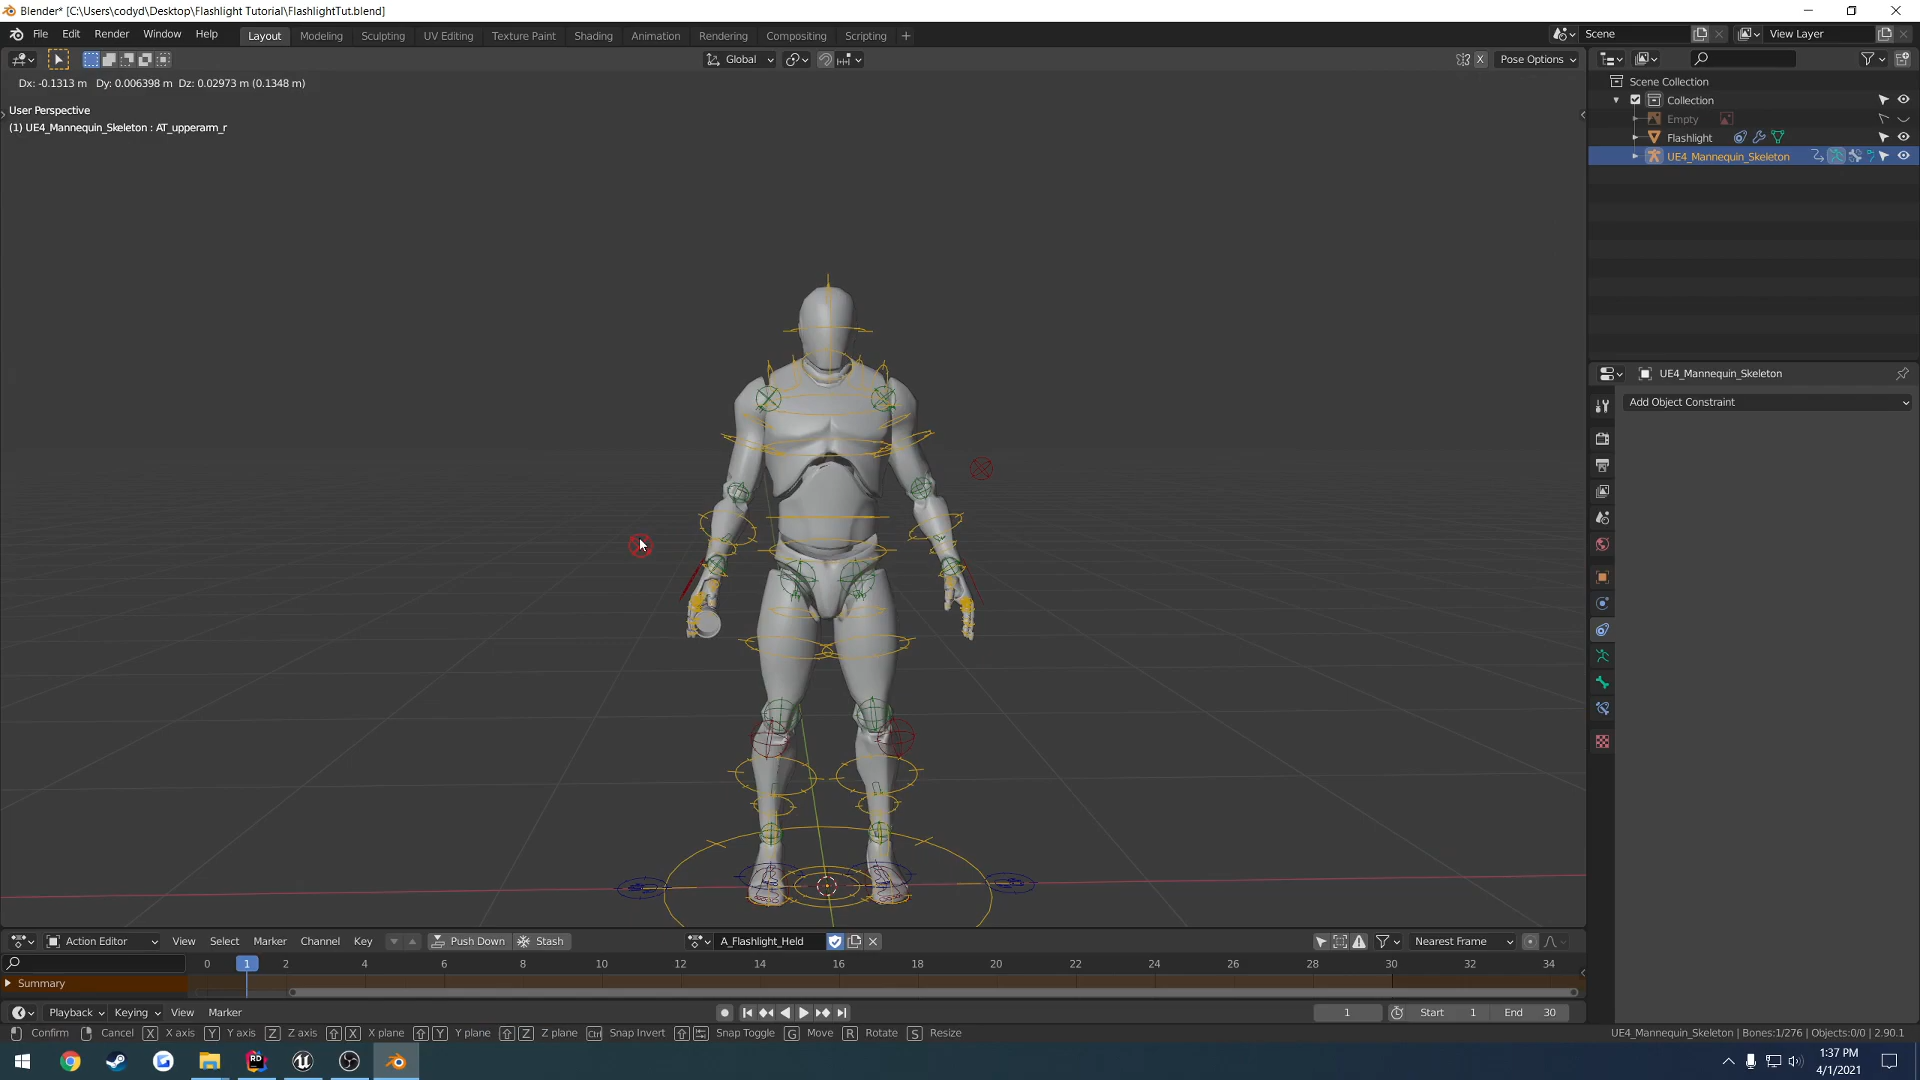 Blender* [C:\Users\codyd\Desktop\Flashlight Tutorial\FlashlightTut.blend]
File Edit Render Window Help Layout Modeling Sculpting UV Editing Texture Paint Shading Animation Rendering Compositing Scripting + Scene View Layer
Global X Pose Options
Dx: -0.1313 m Dy: 0.006398 m Dz: 0.02973 m (0.1348 m)
User Perspective
(1) UE4_Mannequin_Skeleton : AT_upperarm_r
Scene Collection
Collection
Empty
Flashlight
UE4_Mannequin_Skeleton
UE4_Mannequin_Skeleton
Add Object Constraint
Action Editor View Select Marker Channel Key Push Down Stash A_Flashlight_Held Nearest Frame
0 1 2 4 6 8 10 12 14 16 18 20 22 24 26 28 30 32 34
Summary
Playback Keying View Marker 1 Start 1 End 30
Confirm Cancel X X axis Y Y axis Z Z axis X X plane Y Y plane Z Z plane Ctrl Snap Invert Snap Toggle G Move R Rotate S Resize UE4_Mannequin_Skeleton | Bones:1/276 | Objects:0/0 | 2.90.1
RD
1:37 PM
4/1/2021